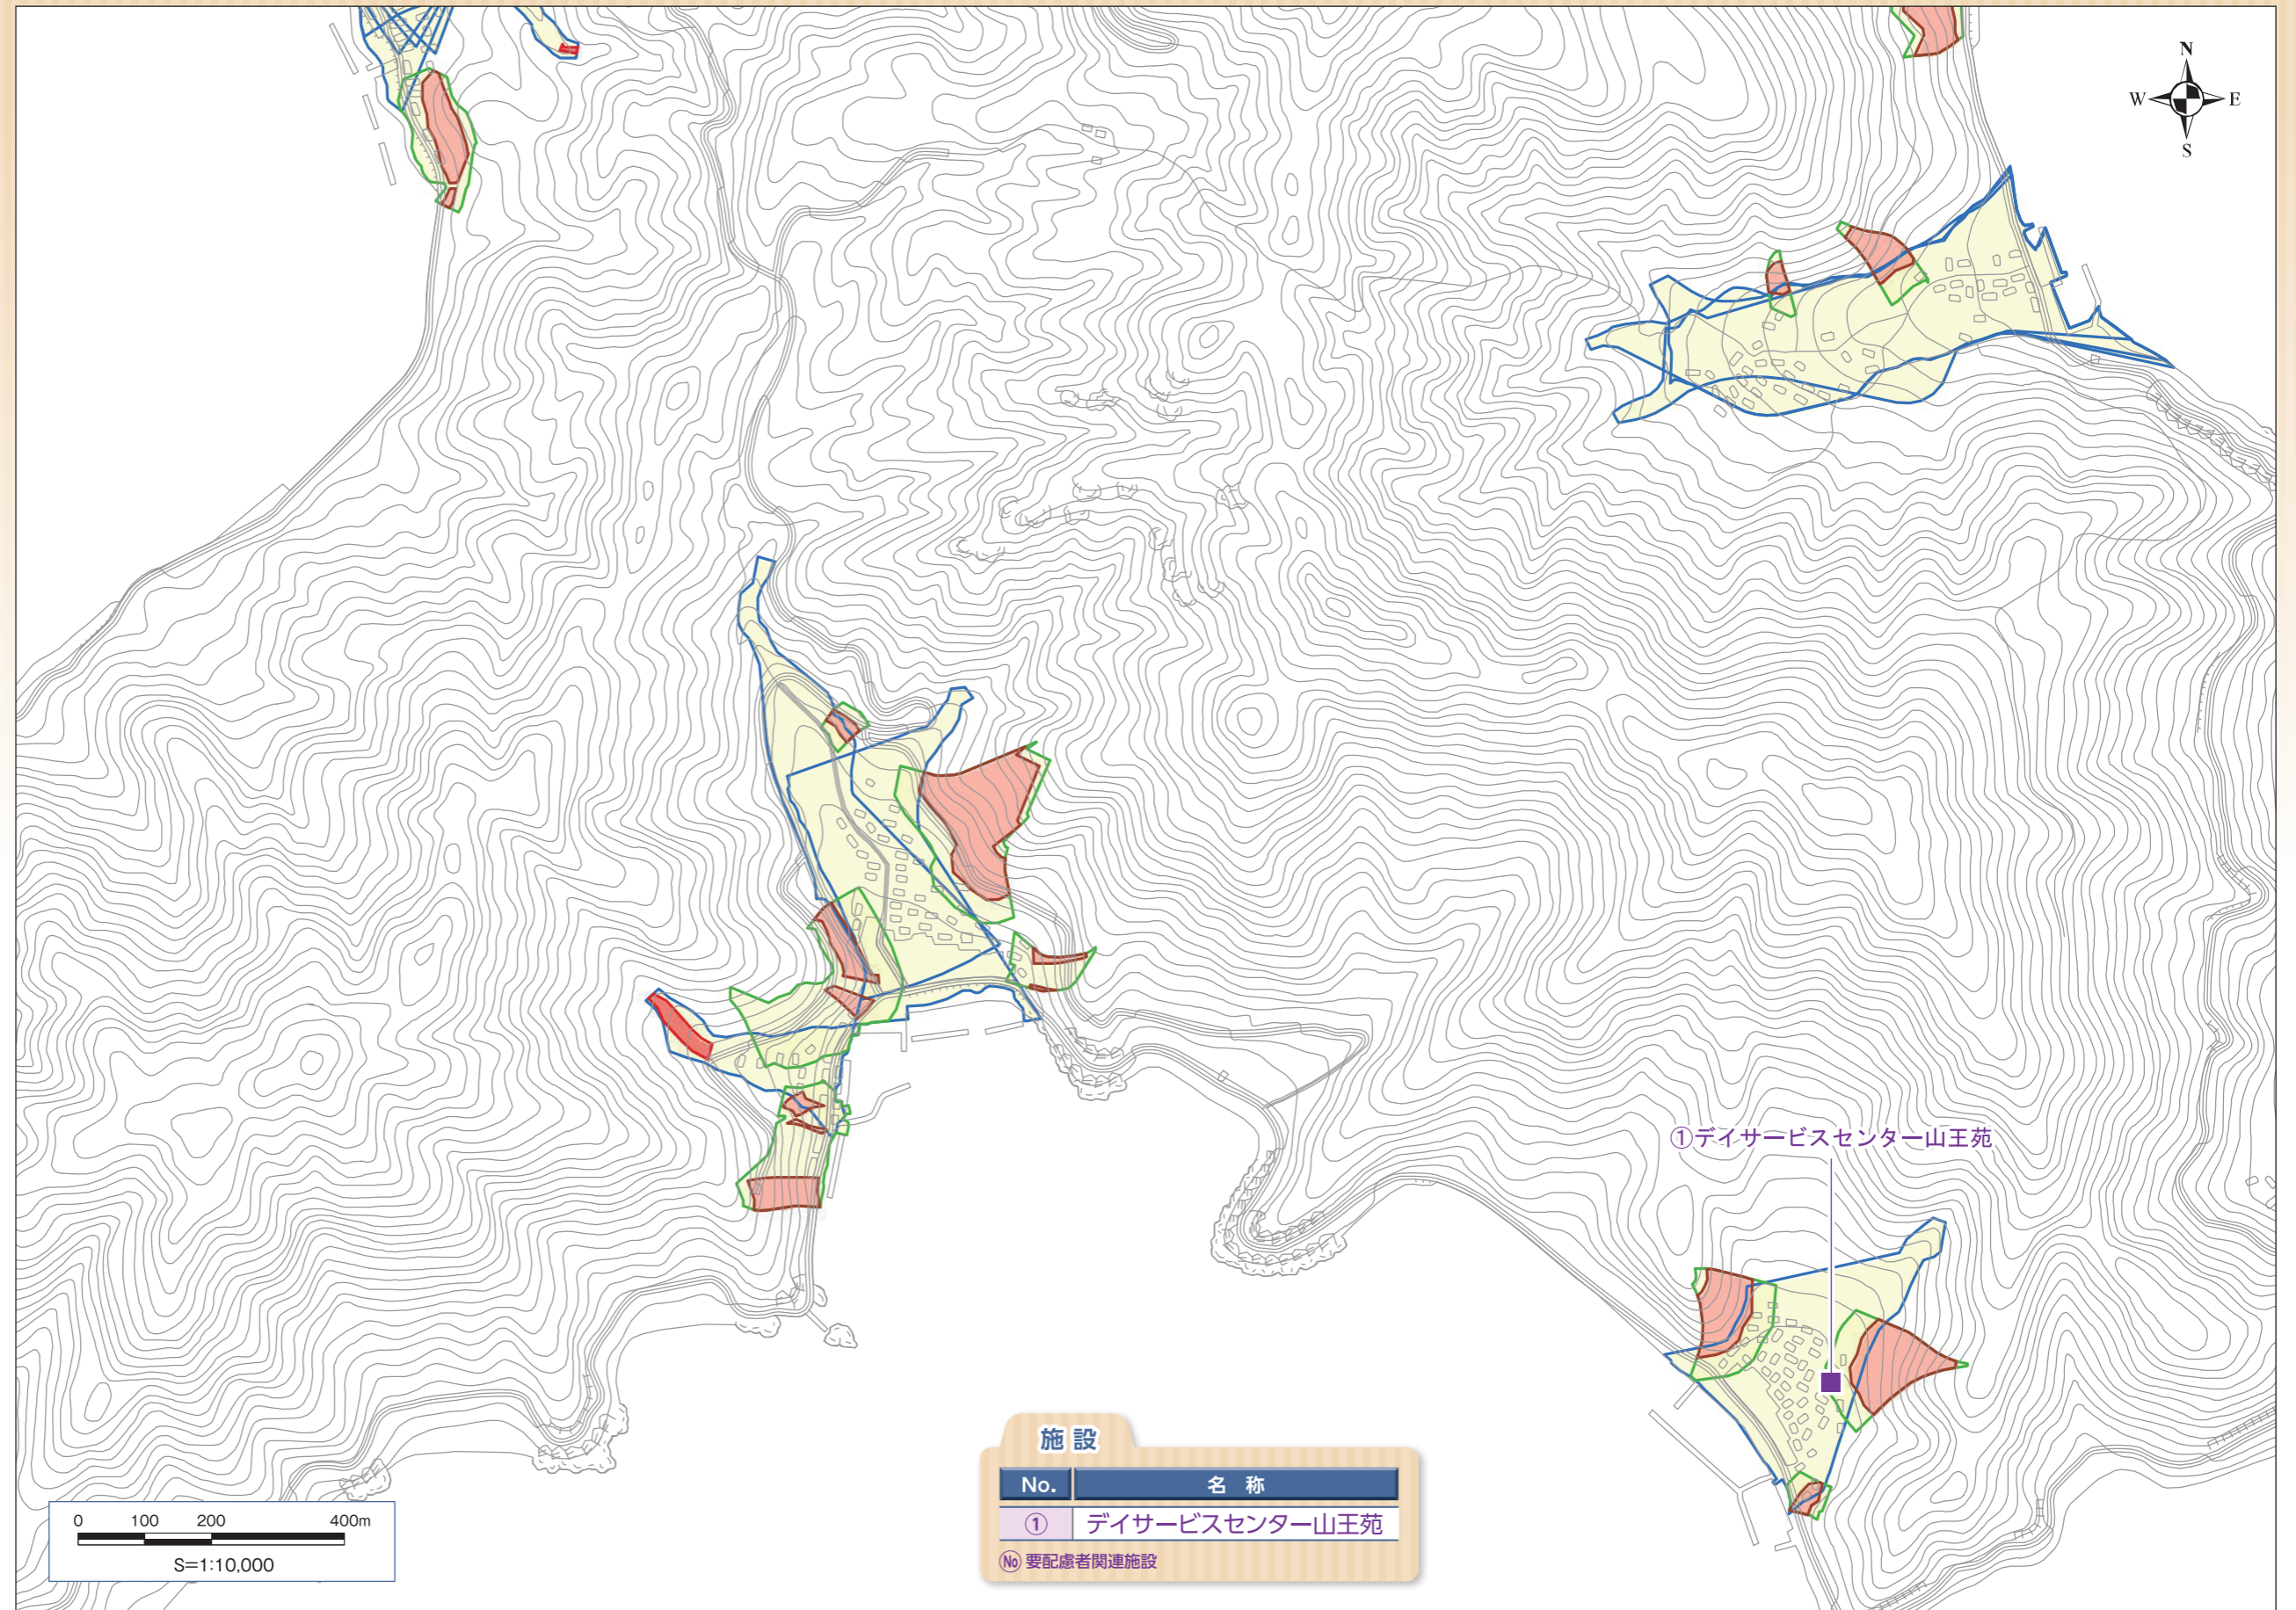 N
W E
S
①デイサービスセンター山王苑
施設
No. 名称
① デイサービスセンター山王苑
No 要配慮者関連施設
0 100 200 400m
S=1:10,000